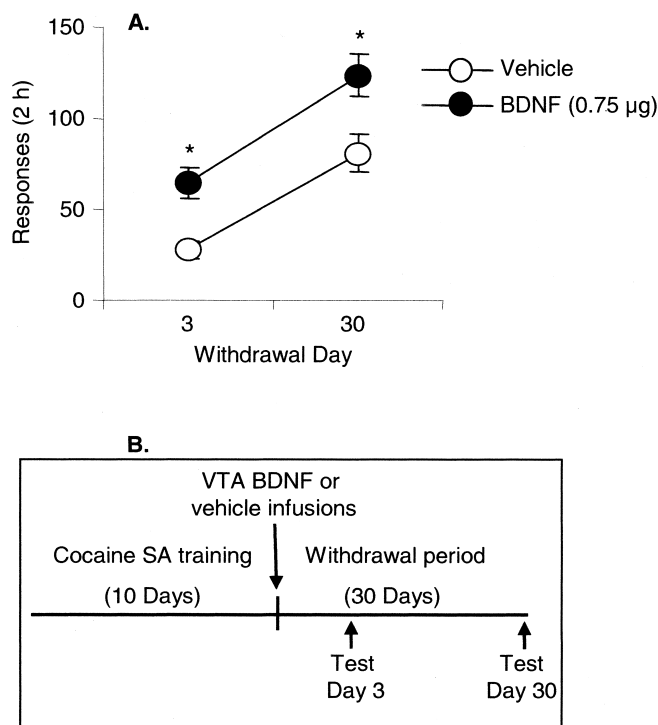 A.
150
100
50
0
Responses (2 h)
*
*
3
30
Withdrawal Day
Vehicle
BDNF (0.75 µg)
B.
VTA BDNF or
vehicle infusions
Cocaine SA training
(10 Days)
Withdrawal period
(30 Days)
Test
Day 3
Test
Day 30